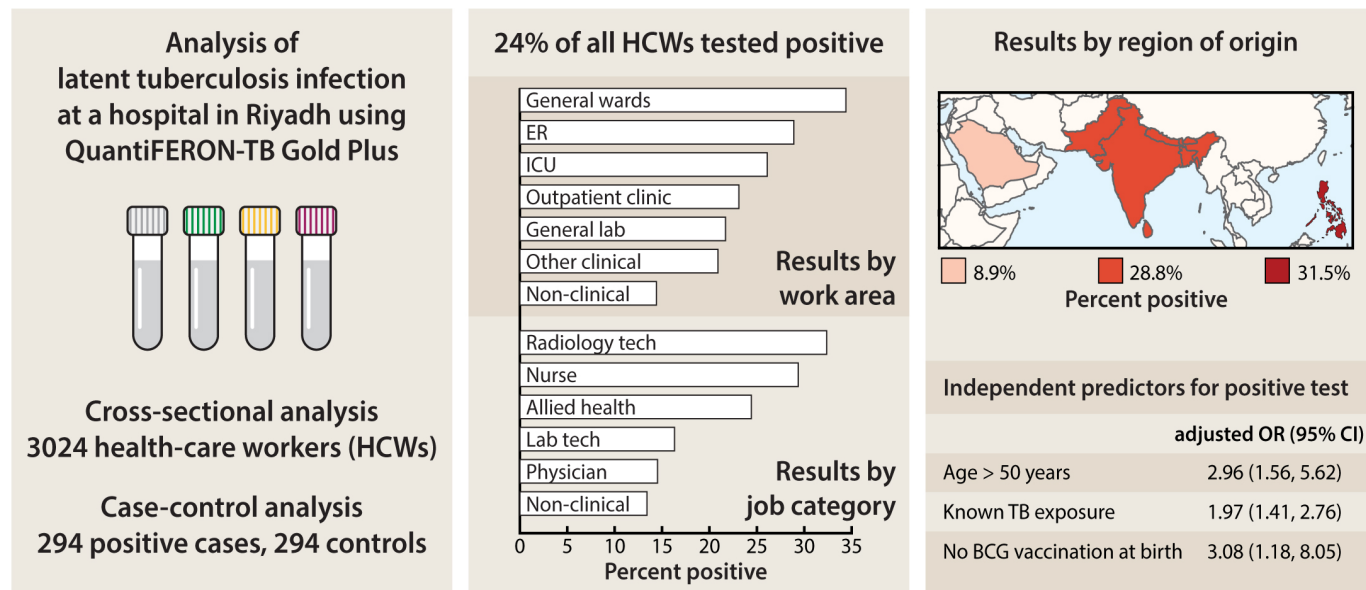 Analysis of
latent tuberculosis infection
at a hospital in Riyadh using
QuantiFERON-TB Gold Plus
Cross-sectional analysis
3024 health-care workers (HCWs)
Case-control analysis
294 positive cases, 294 controls
24% of all HCWs tested positive
General wards
ER
ICU
Outpatient clinic
General lab
Other clinical
Non-clinical
Results by
work area
Radiology tech
Nurse
Allied health
Lab tech
Physician
Non-clinical
Results by
job category
0 5 10 15 20 25 30 35
Percent positive
Results by region of origin
8.9% 28.8% 31.5%
Percent positive
Independent predictors for positive test
adjusted OR (95% CI)
Age > 50 years 2.96 (1.56, 5.62)
Known TB exposure 1.97 (1.41, 2.76)
No BCG vaccination at birth 3.08 (1.18, 8.05)